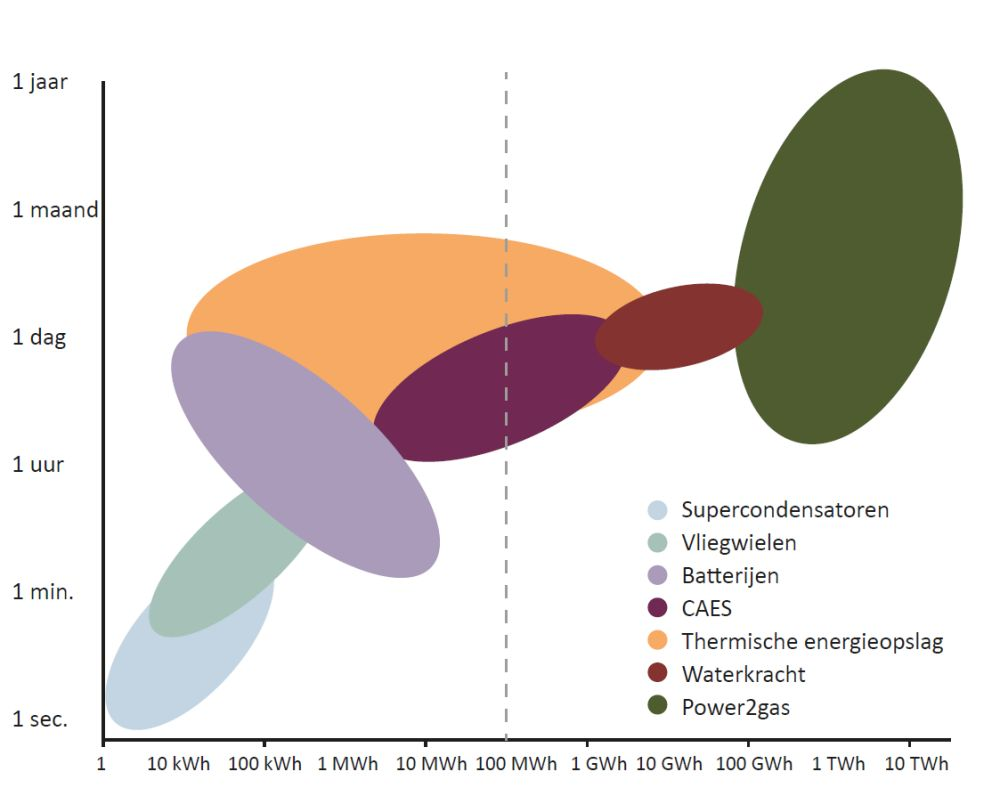 1 jaar
1 maand
1 dag
1 uur
1 min.
1 sec.
Supercondensatoren
Vliegwielen
Batterijen
CAES
Thermische energieopslag
Waterkracht
Power2gas
1 10 kWh 100 kWh 1 MWh 10 MWh 100 MWh 1 GWh 10 GWh 100 GWh 1 TWh 10 TWh